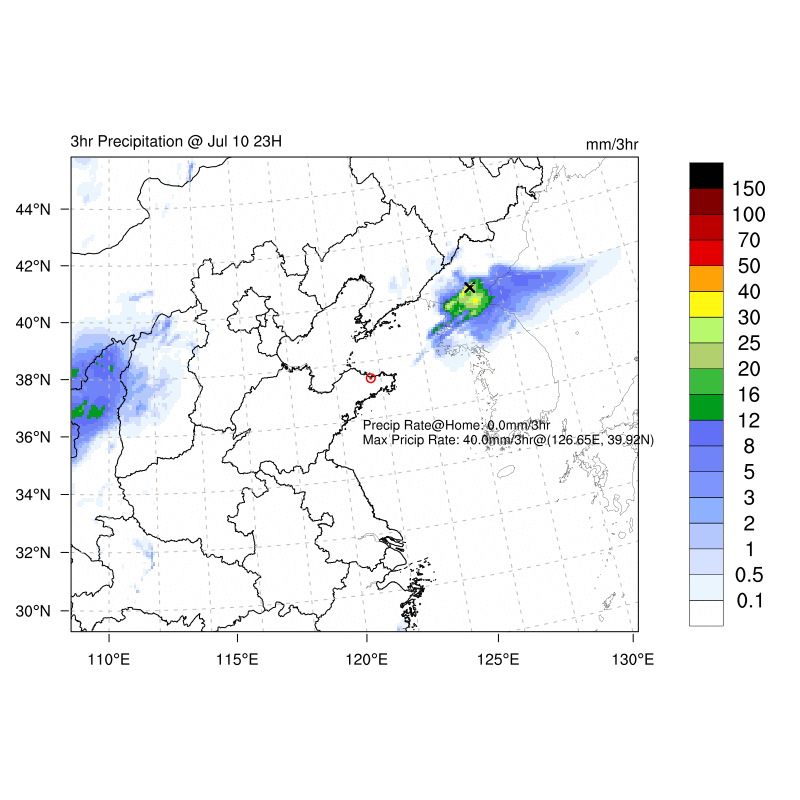 3hr Precipitation @ Jul 10 23H
mm/3hr
44°N
42°N
40°N
38°N
36°N
34°N
32°N
30°N
110°E
115°E
120°E
125°E
130°E
Precip Rate@Home: 0.0mm/3hr
Max Pricip Rate: 40.0mm/3hr@(126.65E, 39.92N)
150
100
70
50
40
30
25
20
16
12
8
5
3
2
1
0.5
0.1